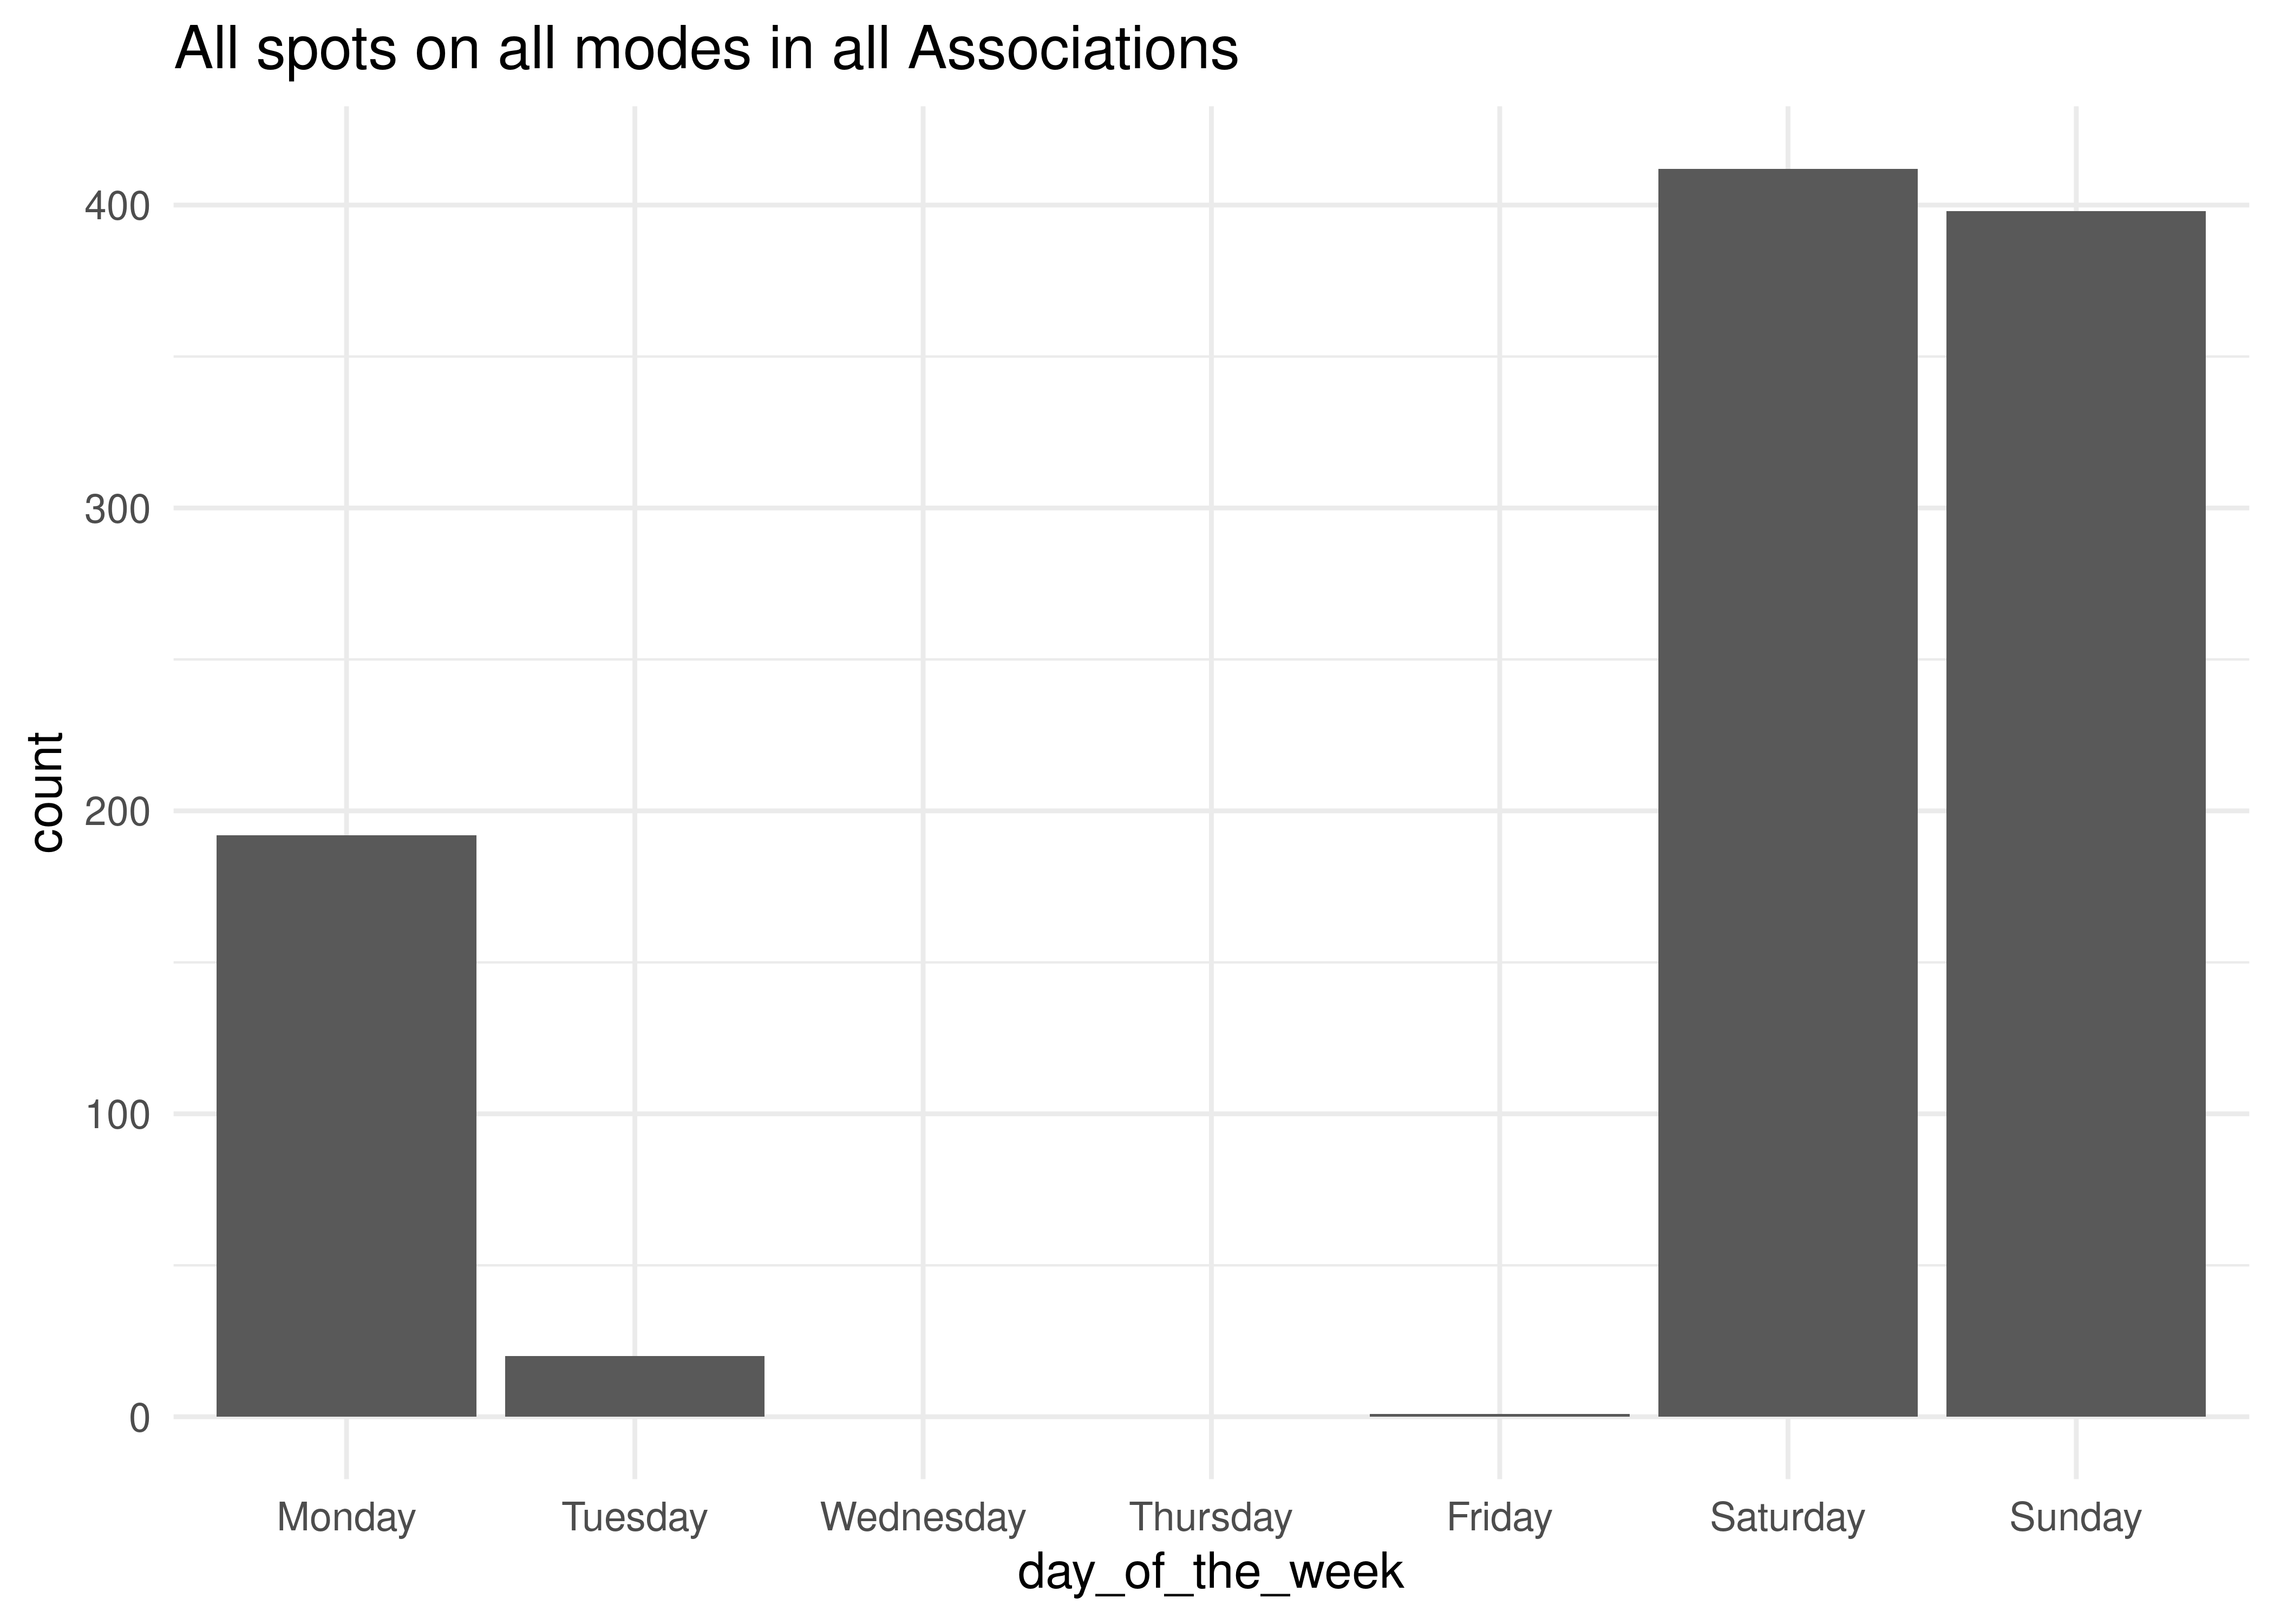 All spots on all modes in all Associations
count
400
300
200
100
0
Monday Tuesday Wednesday Thursday Friday Saturday Sunday
day_of_the_week